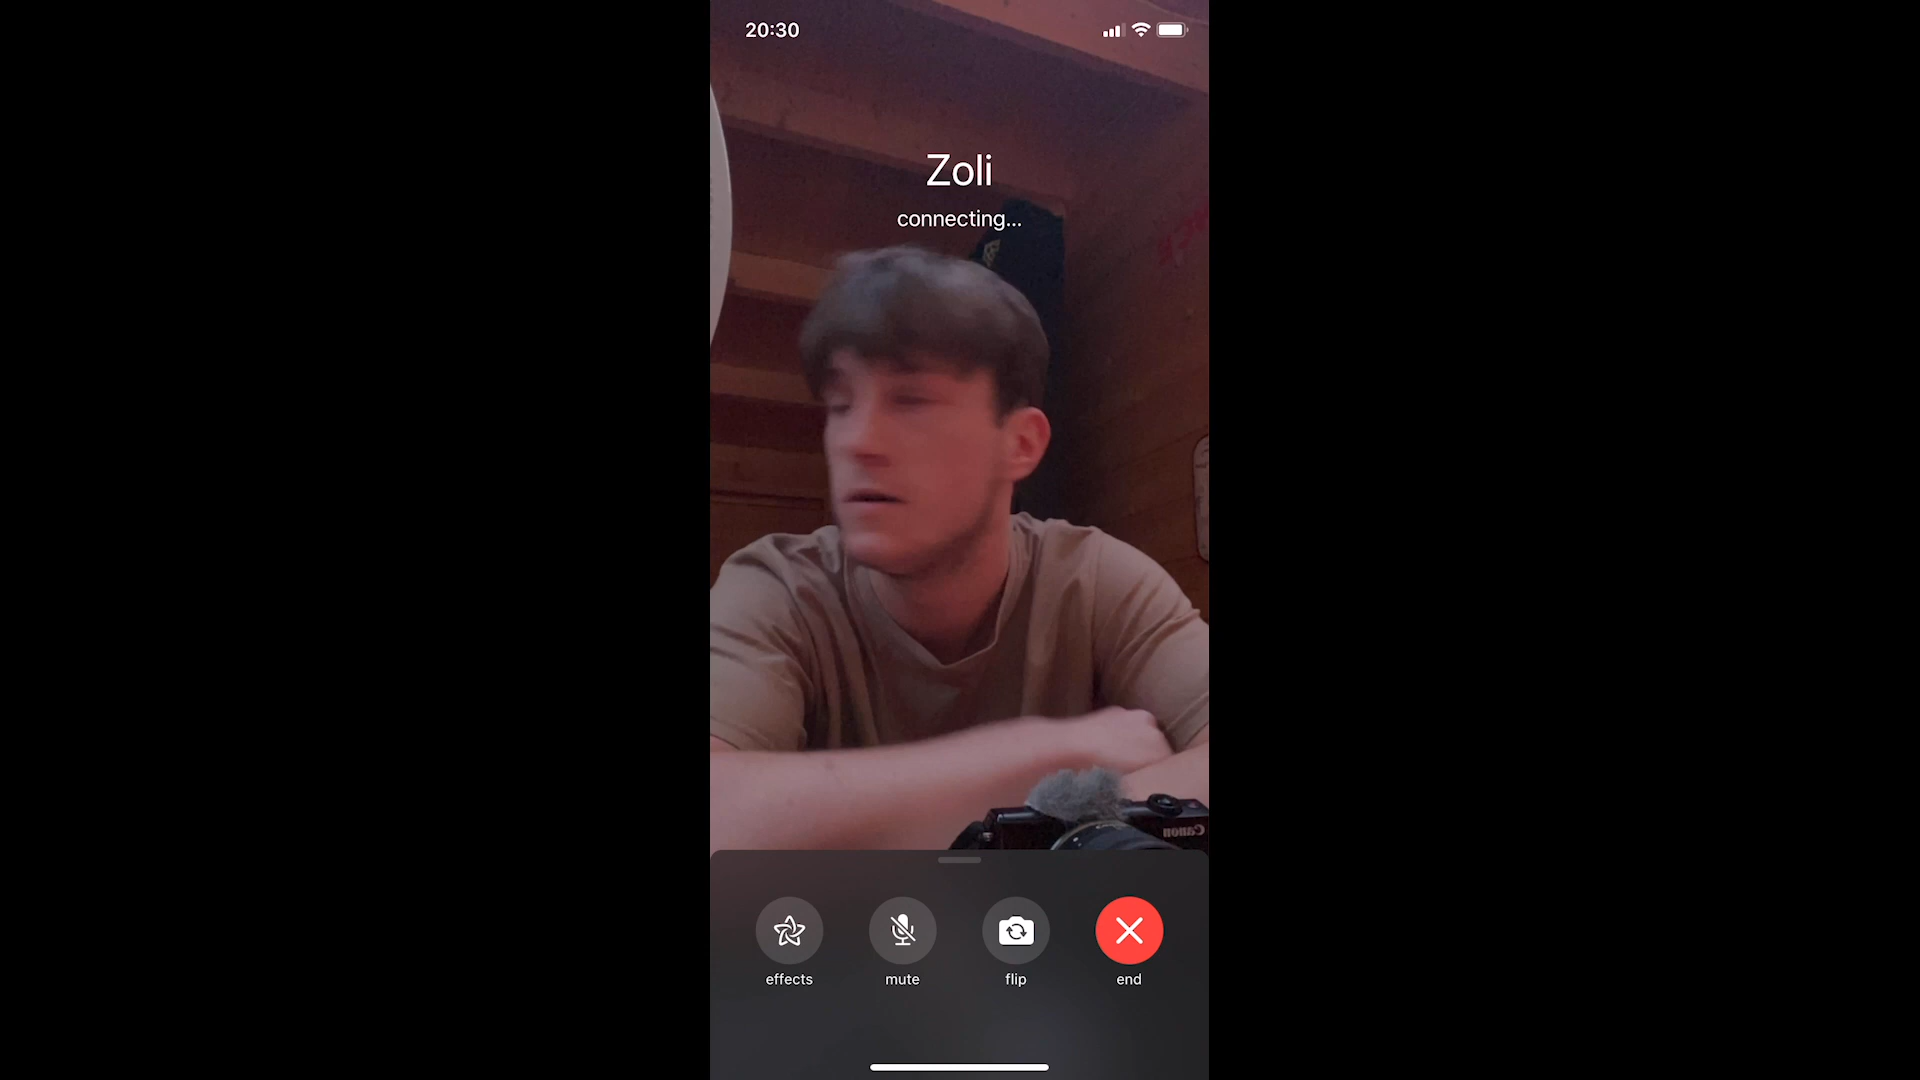 20:30
Zoli
connecting...
Canon
effects
mute
flip
end